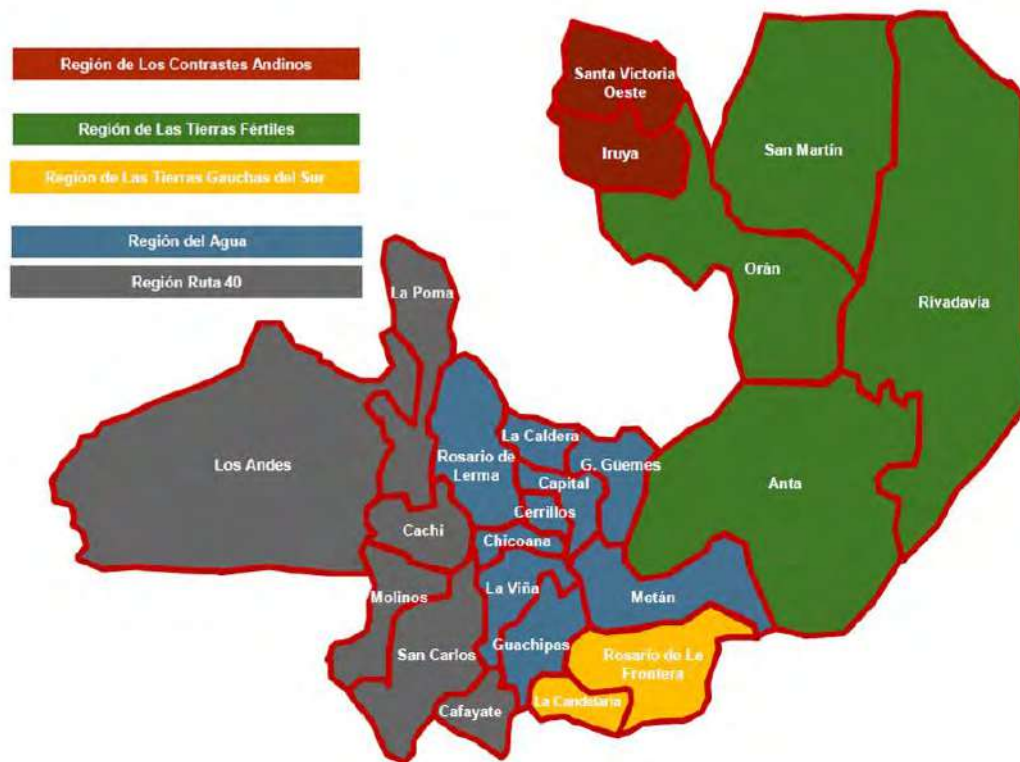 Región de Los Contrastes Andinos
Región de Las Tierras Fértiles
Región de Las Tierras Gauchas del Sur
Región del Agua
Región Ruta 40
Santa Victoria
Oeste
Iruya
San Martín
Orán
Rivadavia
La Poma
Los Andes
Rosario de
Lerma
La Caldera
G. Güemes
Capital
Cerrillos
Anta
Cachi
Chicoana
Molinos
La Viña
Metán
San Carlos
Guachipas
Rosario de La
Frontera
Cafayate
La Candelaria